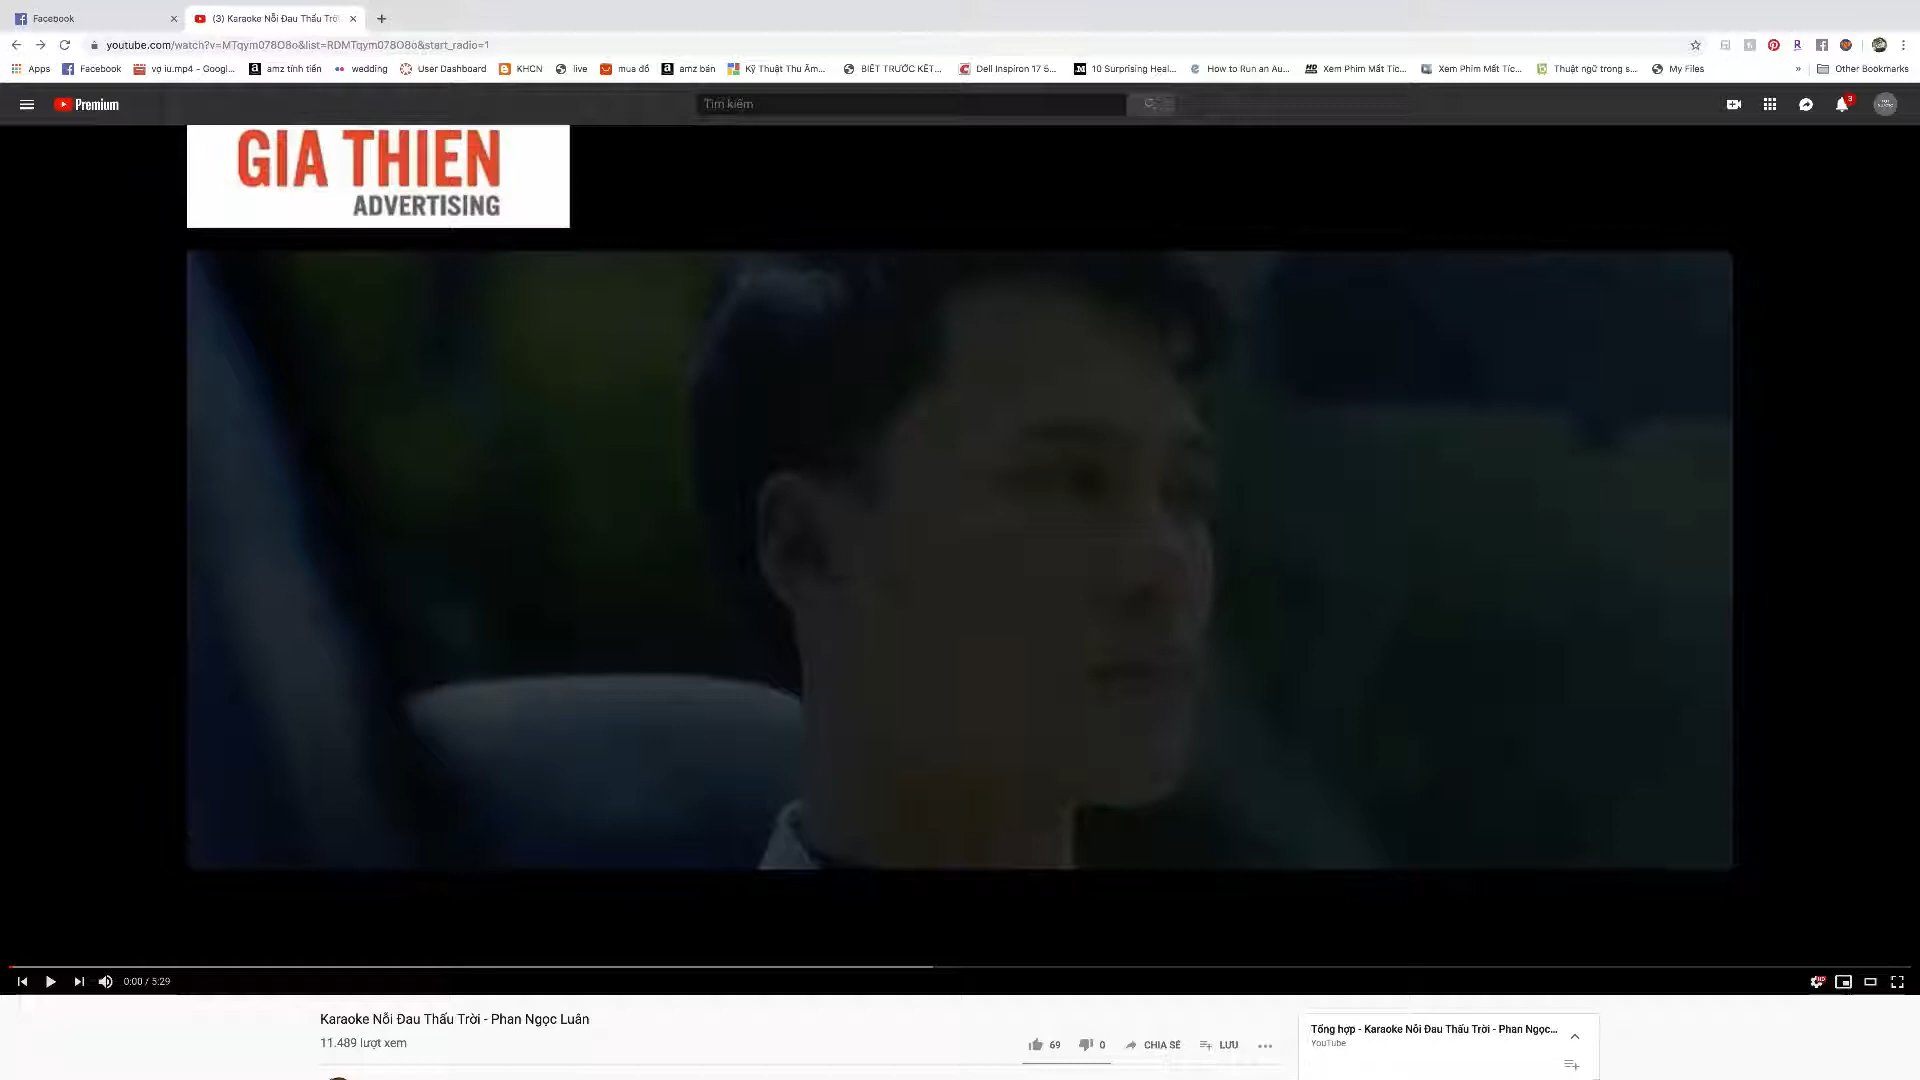 Facebook
(3) Karaoke Nỗi Đau Thấu Trời
youtube.com/watch?v=MTqym078O8o&list=RDMTqym078O8o&start_radio=1
Apps
Facebook
vợ iu.mp4 - Googl...
amz tính tiền
wedding
User Dashboard
KHCN
live
mua đồ
amz bán
Kỹ Thuật Thu Âm...
BIẾT TRƯỚC KẾT...
Dell Inspiron 17 5...
10 Surprising Heal...
How to Run an Au...
Xem Phim Mất Tíc...
Xem Phim Mất Tíc...
Thuật ngữ trong s...
My Files
»
Other Bookmarks
Premium
Tìm kiếm
3
GIA THIEN
ADVERTISING
0:00 / 5:29
HD
Karaoke Nỗi Đau Thấu Trời - Phan Ngọc Luân
11.489 lượt xem
69
0
CHIA SẺ
LƯU
Tổng hợp - Karaoke Nỗi Đau Thấu Trời - Phan Ngọc...
YouTube